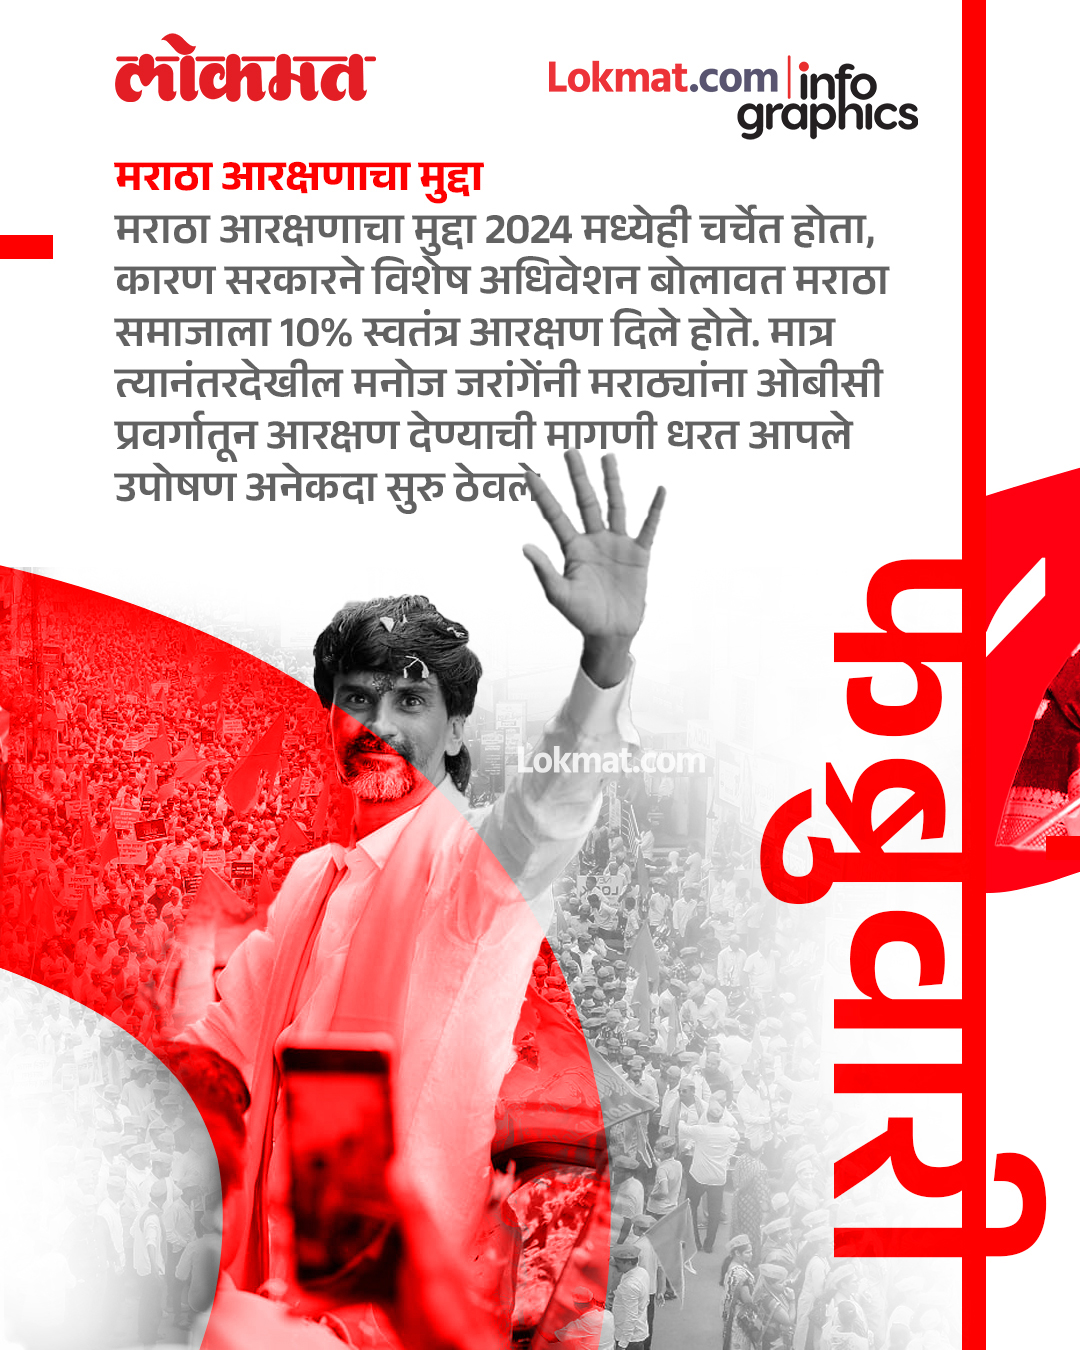 लोकमत
Lokmat.com
info
graphics
मराठा आरक्षणाचा मुद्दा
मराठा आरक्षणाचा मुद्दा 2024 मध्येही चर्चेत होता,
कारण सरकारने विशेष अधिवेशन बोलावत मराठा
समाजाला 10% स्वतंत्र आरक्षण दिले होते. मात्र
त्यानंतरदेखील मनोज जरांगेंनी मराठ्यांना ओबीसी
प्रवर्गातून आरक्षण देण्याची मागणी धरत आपले
उपोषण अनेकदा सुरु ठेवले
Lokmat.com
फेब्रुवारी